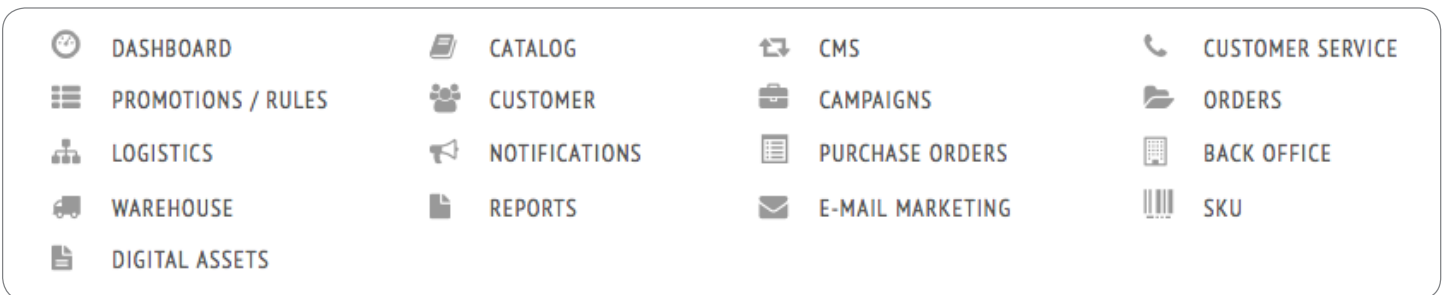 DASHBOARD CATALOG CMS CUSTOMER SERVICE
PROMOTIONS / RULES CUSTOMER CAMPAIGNS ORDERS
LOGISTICS NOTIFICATIONS PURCHASE ORDERS BACK OFFICE
WAREHOUSE REPORTS E-MAIL MARKETING SKU
DIGITAL ASSETS